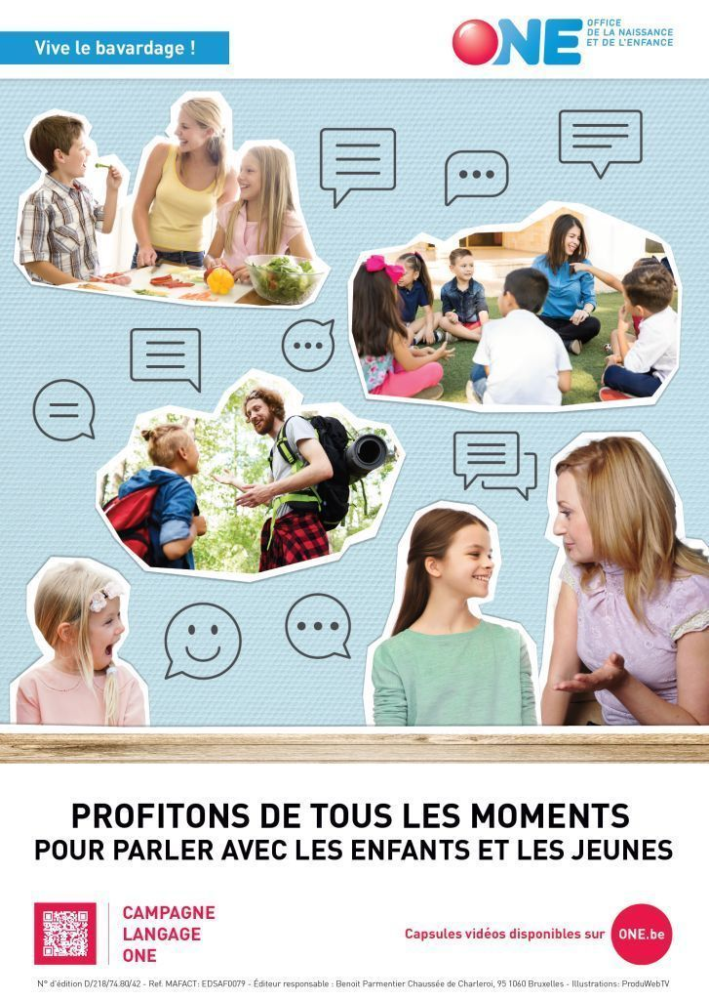 Vive le bavardage !
ONE
OFFICE
DE LA NAISSANCE
ET DE L'ENFANCE
PROFITONS DE TOUS LES MOMENTS
POUR PARLER AVEC LES ENFANTS ET LES JEUNES
CAMPAGNE
LANGAGE
ONE
Capsules vidéos disponibles sur ONE.be
N° d'édition D/218/74.80/42 - Ref. MAFACT: EDSAF0079 - Éditeur responsable : Benoit Parmentier Chaussée de Charleroi, 95 1060 Bruxelles - Illustrations: ProduWebTV